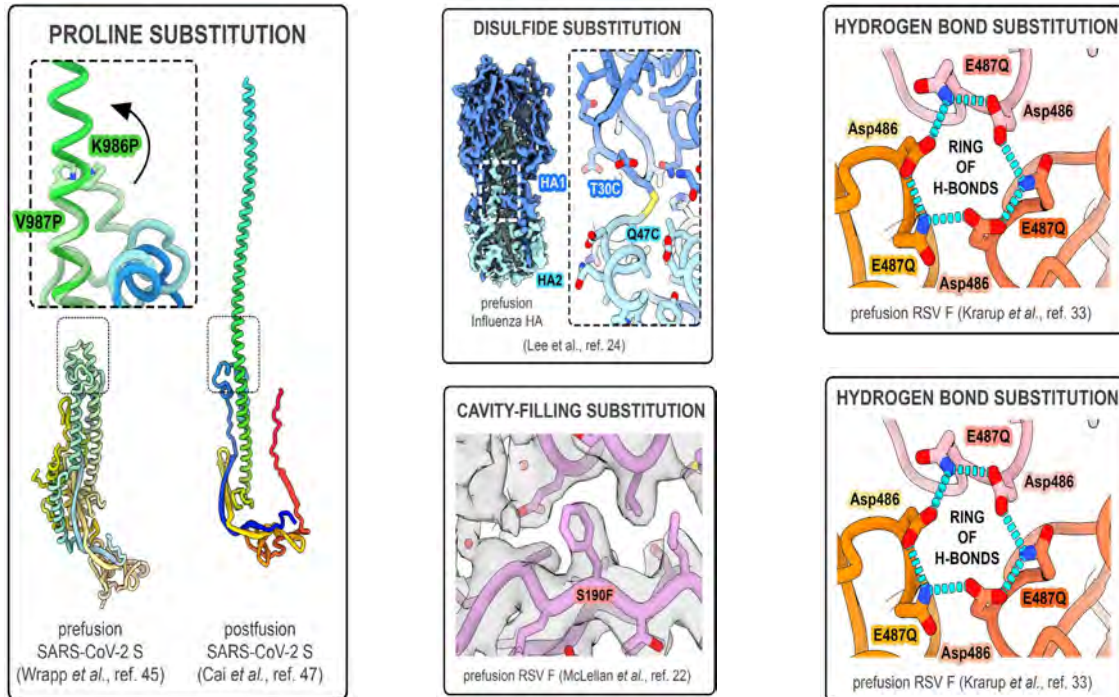 PROLINE SUBSTITUTION
K986P
V987P
prefusion
SARS-CoV-2 S
(Wrapp et al., ref. 45)
postfusion
SARS-CoV-2 S
(Cai et al., ref. 47)
DISULFIDE SUBSTITUTION
HA1
T30C
Q47C
HA2
prefusion
Influenza HA
(Lee et al., ref. 24)
CAVITY-FILLING SUBSTITUTION
S190F
prefusion RSV F (McLellan et al., ref. 22)
HYDROGEN BOND SUBSTITUTION
E487Q
Asp486
Asp486
RING
OF
H-BONDS
E487Q
E487Q
Asp486
prefusion RSV F (Krarup et al., ref. 33)
HYDROGEN BOND SUBSTITUTION
E487Q
Asp486
Asp486
RING
OF
H-BONDS
E487Q
E487Q
Asp486
prefusion RSV F (Krarup et al., ref. 33)